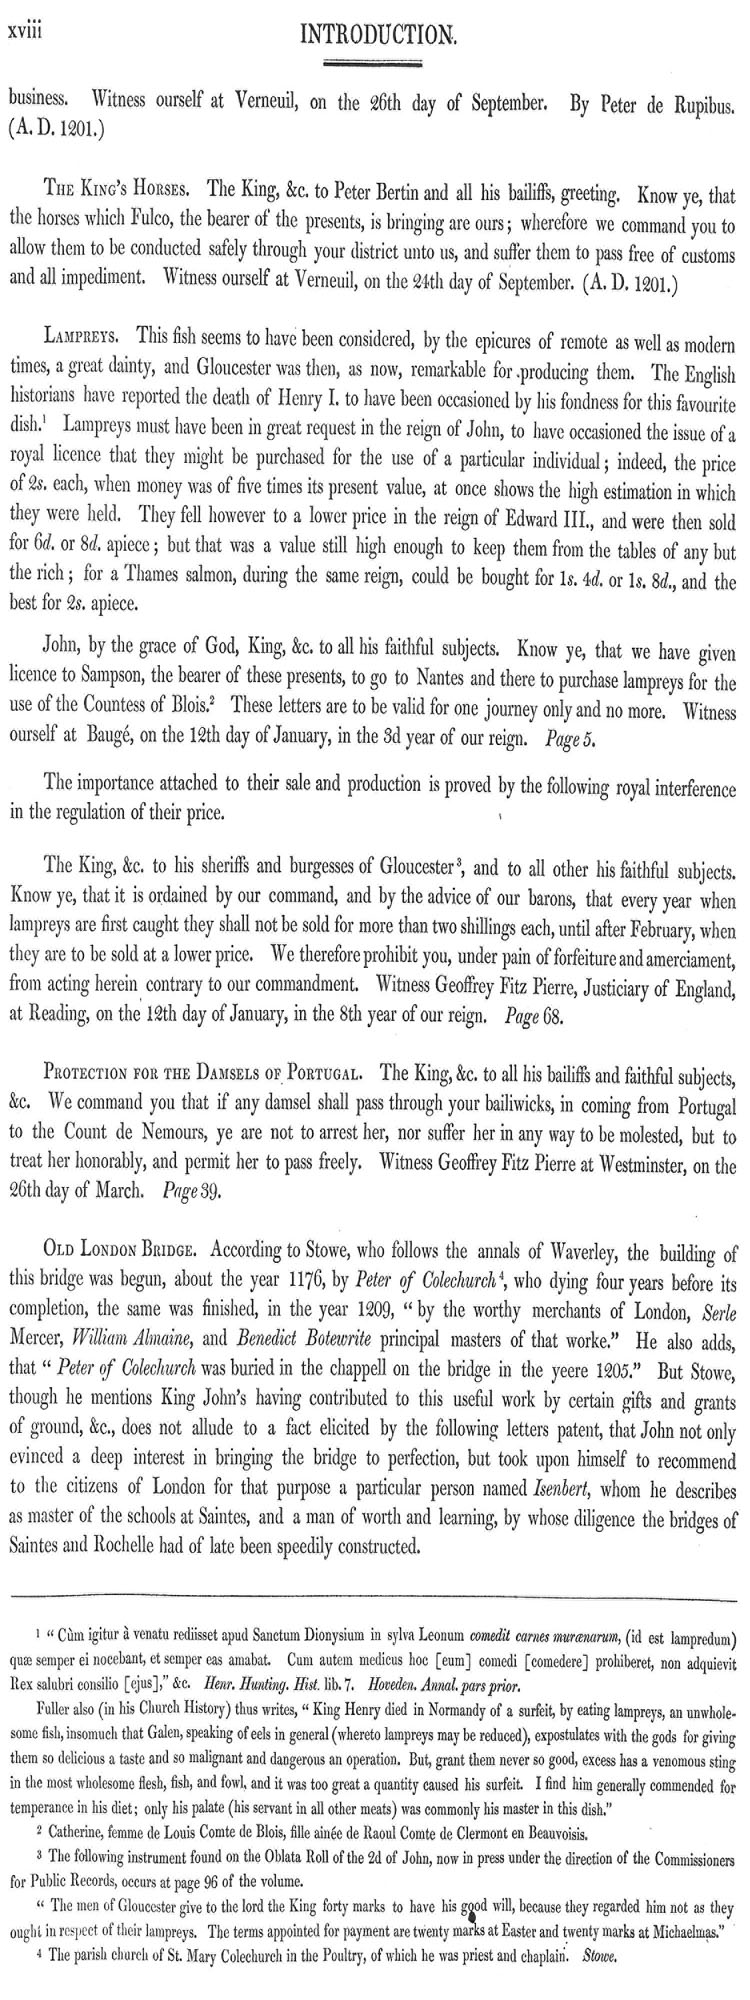 xviii
INTRODUCTION.
business. Witness ourself at Verneuil, on the 26th day of September. By Peter de Rupibus.
(A. D. 1201.)
THE KING'S HORSES. The King, &c. to Peter Bertin and all his bailiffs, greeting. Know ye, that
the horses which Fulco, the bearer of the presents, is bringing are ours; wherefore we command you to
allow them to be conducted safely through your district unto us, and suffer them to pass free of customs
and all impediment. Witness ourself at Verneuil, on the 24th day of September. (A. D. 1201.)
LAMPREYS. This fish seems to have been considered, by the epicures of remote as well as modern
times, a great dainty, and Gloucester was then, as now, remarkable for producing them. The English
historians have reported the death of Henry I. to have been occasioned by his fondness for this favourite
dish.¹ Lampreys must have been in great request in the reign of John, to have occasioned the issue of a
royal licence that they might be purchased for the use of a particular individual; indeed, the price
of 2s. each, when money was of five times its present value, at once shows the high estimation in which
they were held. They fell however to a lower price in the reign of Edward III., and were then sold
for 6d. or 8d. apiece; but that was a value still high enough to keep them from the tables of any but
the rich; for a Thames salmon, during the same reign, could be bought for 1s. 4d. or 1s. 8d., and the
best for 2s. apiece.
John, by the grace of God, King, &c. to all his faithful subjects. Know ye, that we have given
licence to Sampson, the bearer of these presents, to go to Nantes and there to purchase lampreys for the
use of the Countess of Blois.² These letters are to be valid for one journey only and no more. Witness
ourself at Baugé, on the 12th day of January, in the 3d year of our reign. Page 5.
The importance attached to their sale and production is proved by the following royal interference
in the regulation of their price.
The King, &c. to his sheriffs and burgesses of Gloucester³, and to all other his faithful subjects.
Know ye, that it is ordained by our command, and by the advice of our barons, that every year when
lampreys are first caught they shall not be sold for more than two shillings each, until after February, when
they are to be sold at a lower price. We therefore prohibit you, under pain of forfeiture and amerciament,
from acting herein contrary to our commandment. Witness Geoffrey Fitz Pierre, Justiciary of England,
at Reading, on the 12th day of January, in the 8th year of our reign. Page 68.
PROTECTION FOR THE DAMSELS OF PORTUGAL. The King, &c. to all his bailiffs and faithful subjects,
&c. We command you that if any damsel shall pass through your bailiwicks, in coming from Portugal
to the Count de Nemours, ye are not to arrest her, nor suffer her in any way to be molested, but to
treat her honorably, and permit her to pass freely. Witness Geoffrey Fitz Pierre at Westminster, on the
26th day of March. Page 39.
OLD LONDON BRIDGE. According to Stowe, who follows the annals of Waverley, the building of
this bridge was begun, about the year 1176, by Peter of Colechurch⁴, who dying four years before its
completion, the same was finished, in the year 1209, "by the worthy merchants of London, Serle
Mercer, William Almaine, and Benedict Botewrite principal masters of that worke." He also adds,
that "Peter of Colechurch was buried in the chappell on the bridge in the yeere 1205." But Stowe,
though he mentions King John's having contributed to this useful work by certain gifts and grants
of ground, &c., does not allude to a fact elicited by the following letters patent, that John not only
evinced a deep interest in bringing the bridge to perfection, but took upon himself to recommend
to the citizens of London for that purpose a particular person named Isenbert, whom he describes
as master of the schools at Saintes, and a man of worth and learning, by whose diligence the bridges of
Saintes and Rochelle had of late been speedily constructed.
1 "Cùm igitur à venatu rediisset apud Sanctum Dionysium in sylva Leonum comedit carnes murænarum, (id est lampredum)
quæ semper ei nocebant, et semper eas amabat. Cum autem medicus hoc [eum] comedi [comedere] prohiberet, non adquievit
Rex salubri consilio [ejus]," &c. Henr. Hunting. Hist. lib. 7. Hoveden. Annal. pars prior.
Fuller also (in his Church History) thus writes, "King Henry died in Normandy of a surfeit, by eating lampreys, an unwhole-
some fish, insomuch that Galen, speaking of eels in general (whereto lampreys may be reduced), expostulates with the gods for giving
them so delicious a taste and so malignant and dangerous an operation. But, grant them never so good, excess has a venomous sting
in the most wholesome flesh, fish, and fowl, and it was too great a quantity caused his surfeit. I find him generally commended for
temperance in his diet; only his palate (his servant in all other meats) was commonly his master in this dish."
2 Catherine, femme de Louis Comte de Blois, fille ainée de Raoul Comte de Clermont en Beauvoisis.
3 The following instrument found on the Oblata Roll of the 2d of John, now in press under the direction of the Commissioners
for Public Records, occurs at page 96 of the volume.
"The men of Gloucester give to the lord the King forty marks to have his good will, because they regarded him not as they
ought in respect of their lampreys. The terms appointed for payment are twenty marks at Easter and twenty marks at Michaelmas."
4 The parish church of St. Mary Colechurch in the Poultry, of which he was priest and chaplain. Stowe.